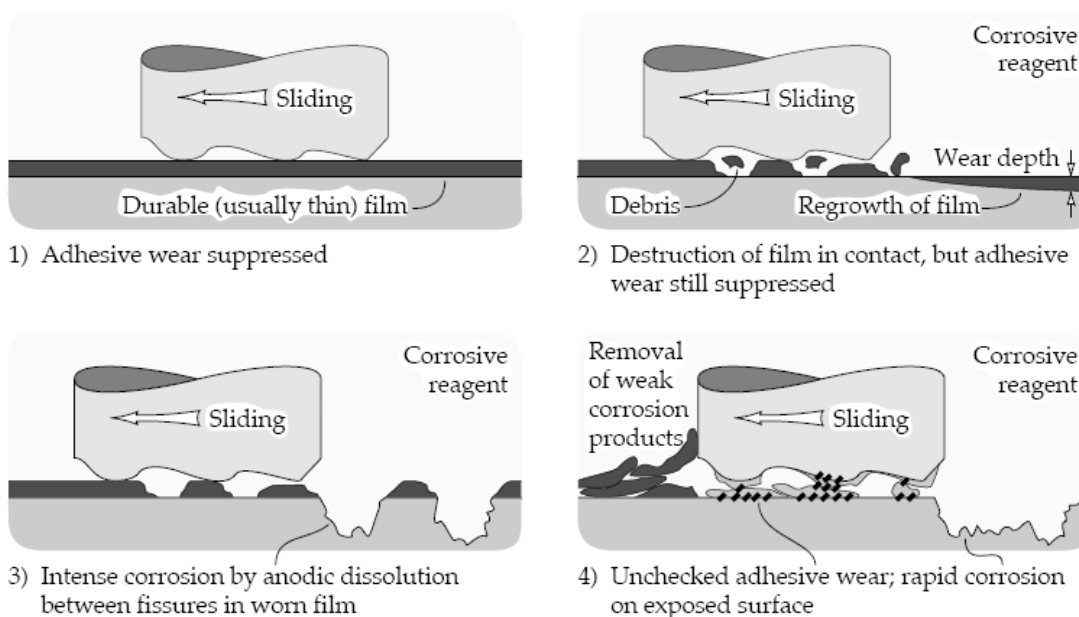 Sliding
Durable (usually thin) film
1) Adhesive wear suppressed
Corrosive
reagent
Sliding
Wear depth
Debris
Regrowth of film
2) Destruction of film in contact, but adhesive
wear still suppressed
Corrosive
reagent
Sliding
3) Intense corrosion by anodic dissolution
between fissures in worn film
Removal
of weak
corrosion
products
Corrosive
reagent
Sliding
4) Unchecked adhesive wear; rapid corrosion
on exposed surface